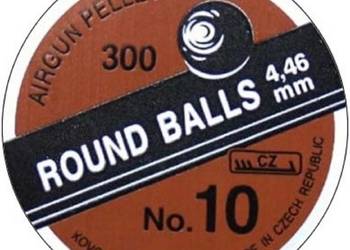 AIRGUN PELLE
300
ROUND BALLS 4,46 mm
CZ
No. 10
IN CZECH REPUBLIC